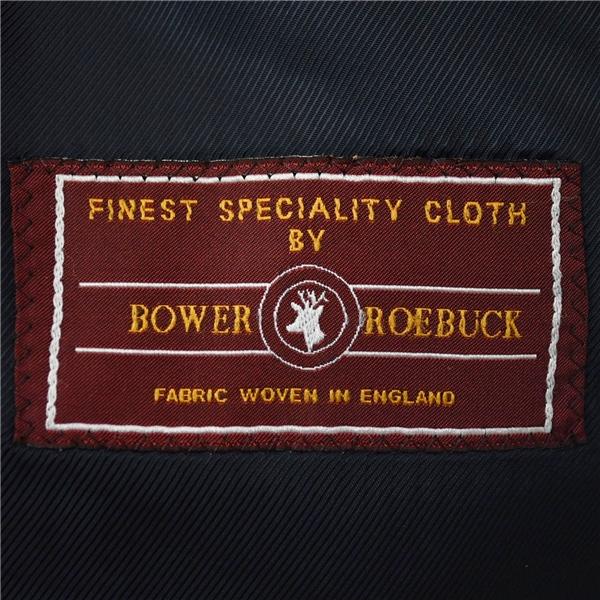 FINEST SPECIALITY CLOTH
BY
BOWER ROEBUCK
FABRIC WOVEN IN ENGLAND